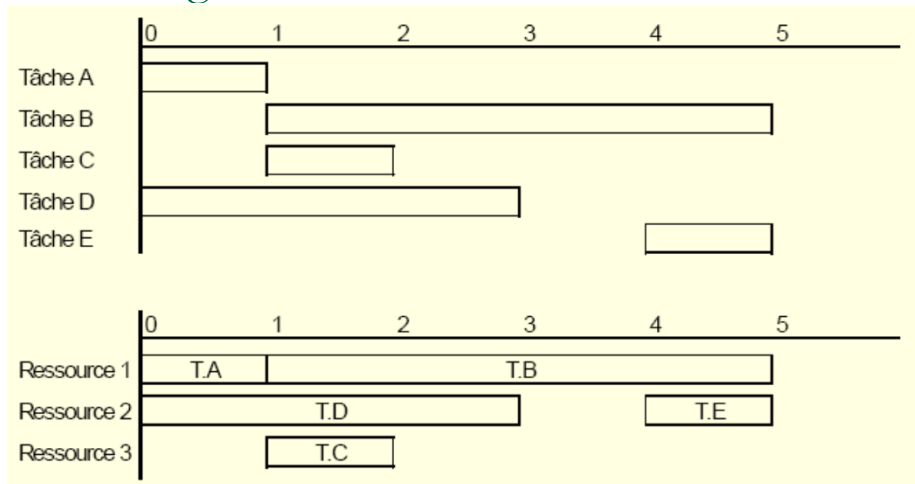 0 1 2 3 4 5
Tâche A
Tâche B
Tâche C
Tâche D
Tâche E
0 1 2 3 4 5
Ressource 1 T.A T.B
Ressource 2 T.D T.E
Ressource 3 T.C